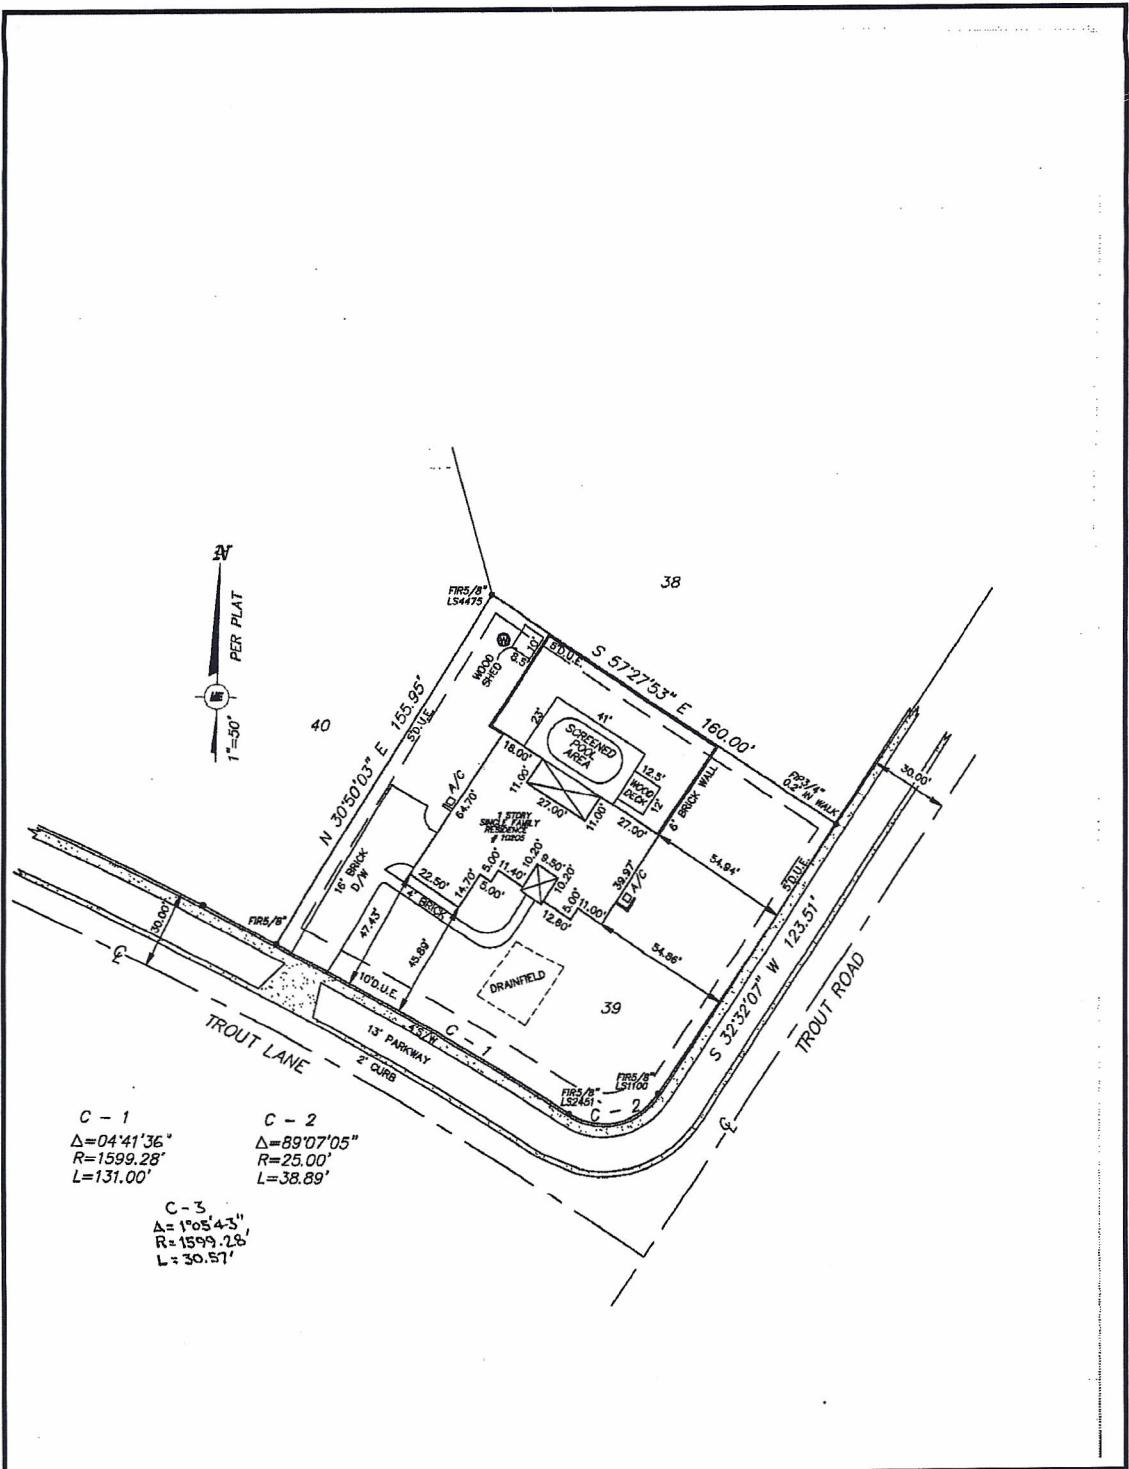 N
PER PLAT
1"=50'
38
FIR5/8"
LS4475
WOOD
SHED
10'
5'D.U.E.
S 57°27'53" E 160.00'
40
N 30°50'03" E 155.95'
5'D.U.E.
23'
41'
SCREENED
POOL
AREA
18.00'
11.00'
27.00'
11.00'
12.5'
WOOD
DECK
12'
27.00'
6' BRICK WALL
FIP3/4"
0.2' IN WALK
30.00'
A/C
64.70'
1 STORY
SINGLE FAMILY
RESIDENCE
# 10205
54.94'
5'D.U.E.
16' BRICK
D/W
22.50'
14.70'
5.00'
5.00'
11.40'
10.20'
9.50'
10.20'
5.00'
12.80'
11.00'
39.97'
A/C
4' BRICK
47.43'
45.89'
54.86'
S 32°32'07" W 123.51'
TROUT ROAD
FIR5/8"
30.00'
C L
10'D.U.E.
DRAINFIELD
39
TROUT LANE
4'S/W
13' PARKWAY
2' CURB
C - 1
FIR5/8"
LS2451
FIR5/8"
LS1100
C - 2
C L
C - 1
Δ=04°41'36"
R=1599.28'
L=131.00'
C - 2
Δ=89°07'05"
R=25.00'
L=38.89'
C-3
Δ= 1°05'43"
R=1599.28'
L=30.57'